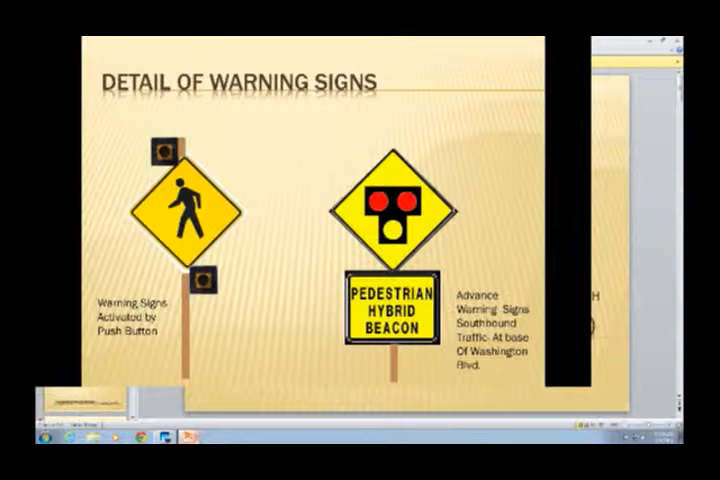 DETAIL OF WARNING SIGNS
Warning Signs
Activated by
Push Button
PEDESTRIAN
HYBRID
BEACON
Advance
Warning Signs
Southbound
Traffic- At base
Of Washington
Blvd.
H